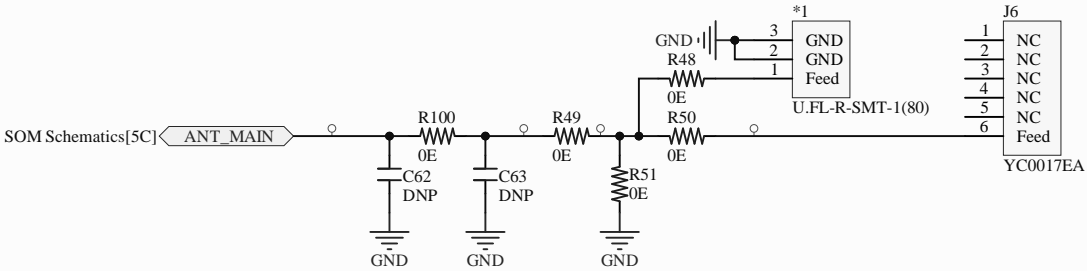 *1
J6
GND
3
GND
2
GND
1
Feed
R48
0E
U.FL-R-SMT-1(80)
1
NC
2
NC
3
NC
4
NC
5
NC
6
Feed
YC0017EA
SOM Schematics[5C]
ANT_MAIN
R100
0E
R49
0E
R50
0E
C62
DNP
C63
DNP
R51
0E
GND
GND
GND